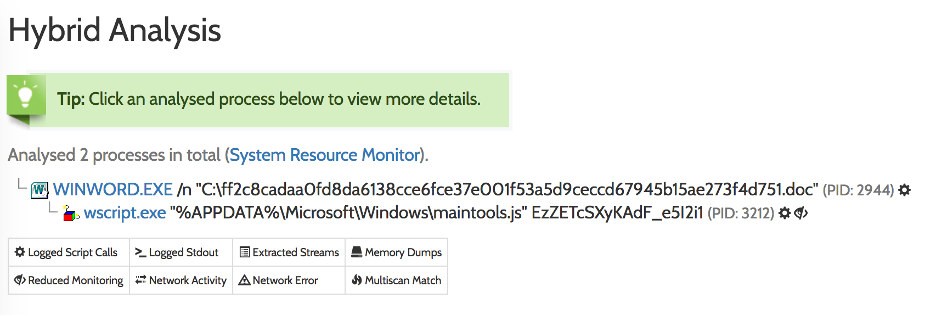 Hybrid Analysis
Tip: Click an analysed process below to view more details.
Analysed 2 processes in total (System Resource Monitor).
WINWORD.EXE /n "C:\ff2c8cadaa0fd8da6138cce6fce37e001f53a5d9ceccd67945b15ae273f4d751.doc" (PID: 2944)
wscript.exe "%APPDATA%\Microsoft\Windows\maintools.js" EzZETcSXyKAdF_e5I2i1 (PID: 3212)
Logged Script Calls >_ Logged Stdout Extracted Streams Memory Dumps
Reduced Monitoring Network Activity Network Error Multiscan Match